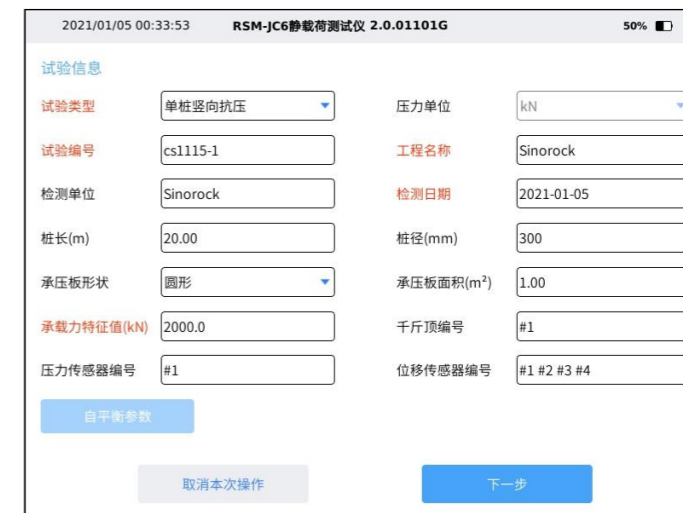 2021/01/05 00:33:53 RSM-JC6静载荷测试仪 2.0.01101G 50%
试验信息
试验类型 单桩竖向抗压 压力单位 kN
试验编号 cs1115-1 工程名称 Sinorock
检测单位 Sinorock 检测日期 2021-01-05
桩长(m) 20.00 桩径(mm) 300
承压板形状 圆形 承压板面积(m²) 1.00
承载力特征值(kN) 2000.0 千斤顶编号 #1
压力传感器编号 #1 位移传感器编号 #1 #2 #3 #4
自平衡参数
取消本次操作 下一步